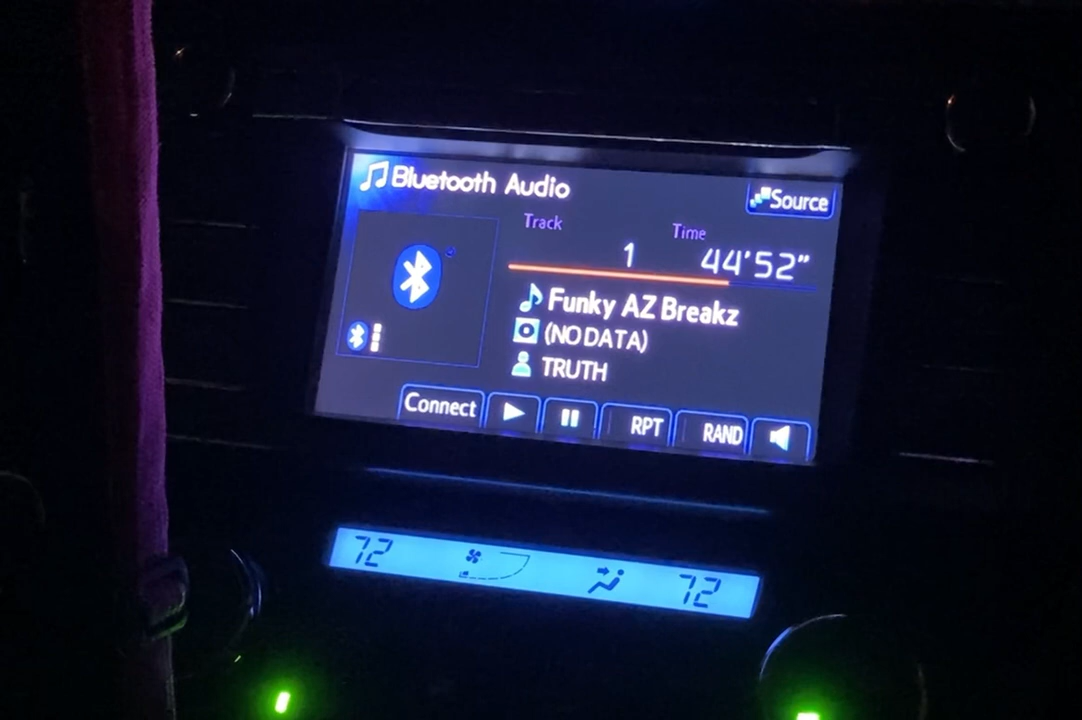 Bluetooth Audio
Source
Track
Time
1
44'52"
Funky AZ Breakz
(NO DATA)
TRUTH
Connect
RPT
RAND
72
72